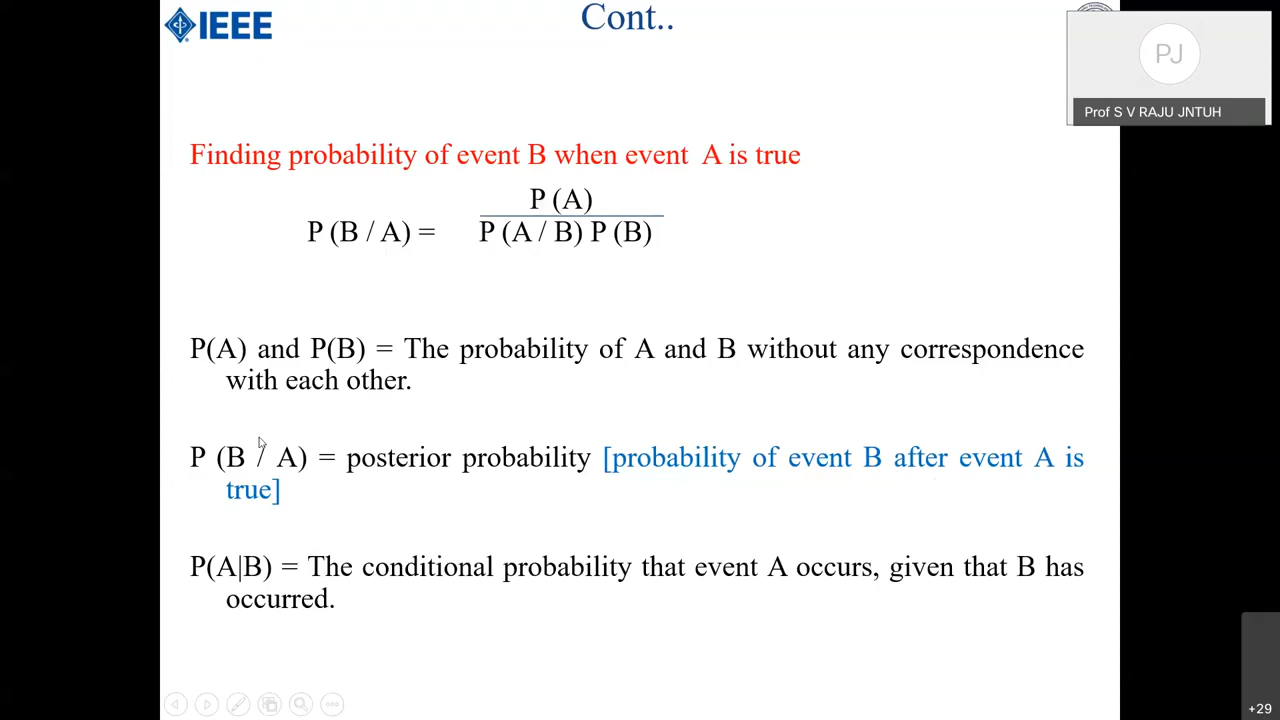 IEEE
Cont..
PJ
Prof S V RAJU JNTUH
Finding probability of event B when event A is true
P (A)
P (B / A) = P (A / B) P (B)
P(A) and P(B) = The probability of A and B without any correspondence
with each other.
P (B / A) = posterior probability [probability of event B after event A is
true]
P(A|B) = The conditional probability that event A occurs, given that B has
occurred.
+29